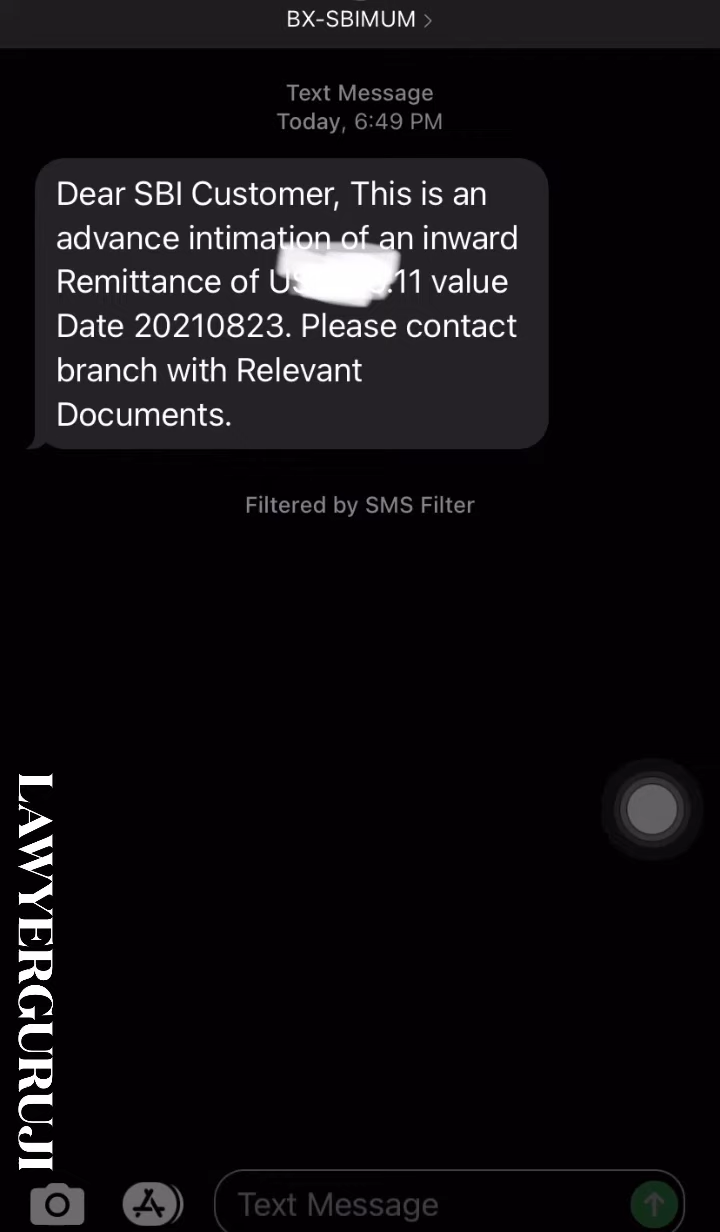 BX-SBIMUM
Text Message
Today, 6:49 PM
Dear SBI Customer, This is an
advance intimation of an inward
Remittance of .11 value
Date 20210823. Please contact
branch with Relevant
Documents.
Filtered by SMS Filter
LAWYERGURUJI
Text Message